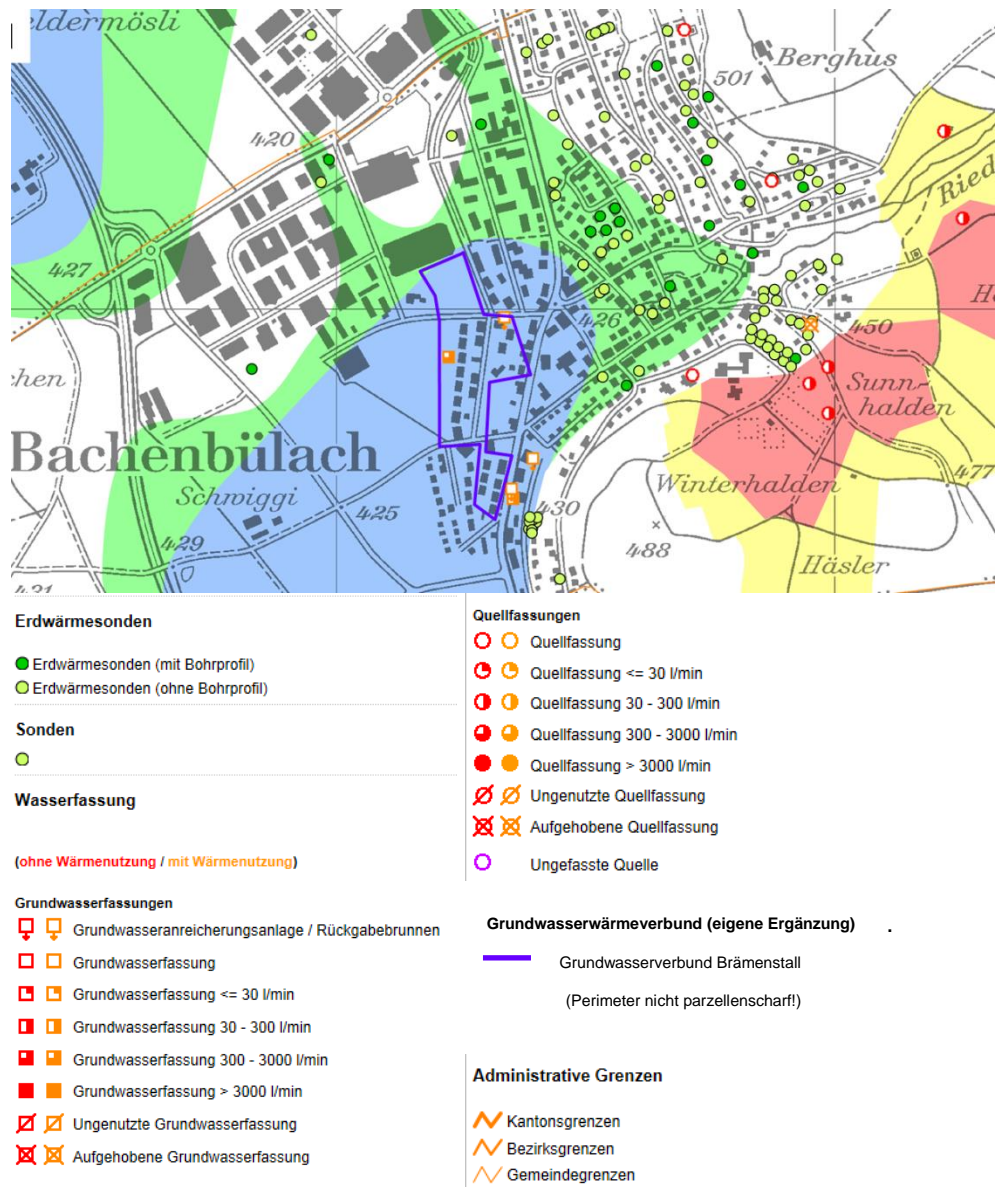 eldermösli
Berghus
501
420
Ried
427
426
H
450
chen
Sunn-
halden
Bachenbülach
Schwiggi
Winterhalden
477
425
430
429
488
Häsler
421
Erdwärmesonden
Erdwärmesonden (mit Bohrprofil)
Erdwärmesonden (ohne Bohrprofil)
Sonden
Wasserfassung
(ohne Wärmenutzung / mit Wärmenutzung)
Grundwasserfassungen
Grundwasseranreicherungsanlage / Rückgabebrunnen
Grundwasserfassung
Grundwasserfassung <= 30 l/min
Grundwasserfassung 30 - 300 l/min
Grundwasserfassung 300 - 3000 l/min
Grundwasserfassung > 3000 l/min
Ungenutzte Grundwasserfassung
Aufgehobene Grundwasserfassung
Quellfassungen
Quellfassung
Quellfassung <= 30 l/min
Quellfassung 30 - 300 l/min
Quellfassung 300 - 3000 l/min
Quellfassung > 3000 l/min
Ungenutzte Quellfassung
Aufgehobene Quellfassung
Ungefasste Quelle
Grundwasserwärmeverbund (eigene Ergänzung) .
Grundwasserverbund Brämenstall
(Perimeter nicht parzellenscharf!)
Administrative Grenzen
Kantonsgrenzen
Bezirksgrenzen
Gemeindegrenzen